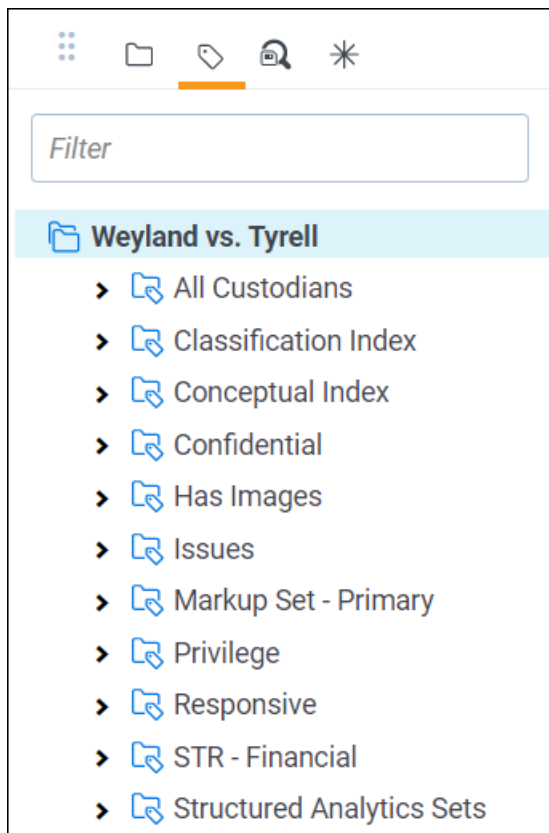 Filter
Weyland vs. Tyrell
All Custodians
Classification Index
Conceptual Index
Confidential
Has Images
Issues
Markup Set - Primary
Privilege
Responsive
STR - Financial
Structured Analytics Sets